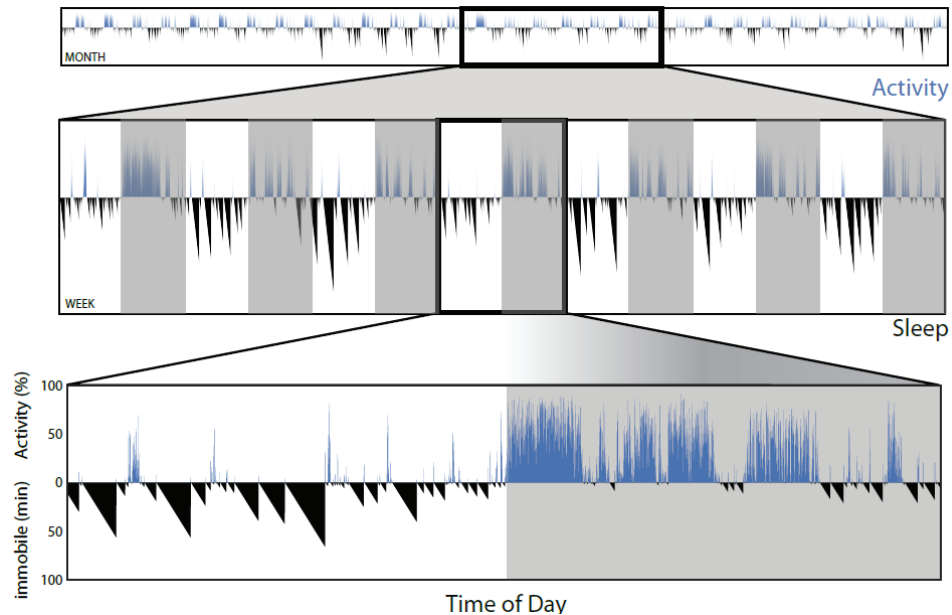 MONTH
Activity
WEEK
Sleep
Activity (%)
immobile (min)
100
50
0
50
100
Time of Day